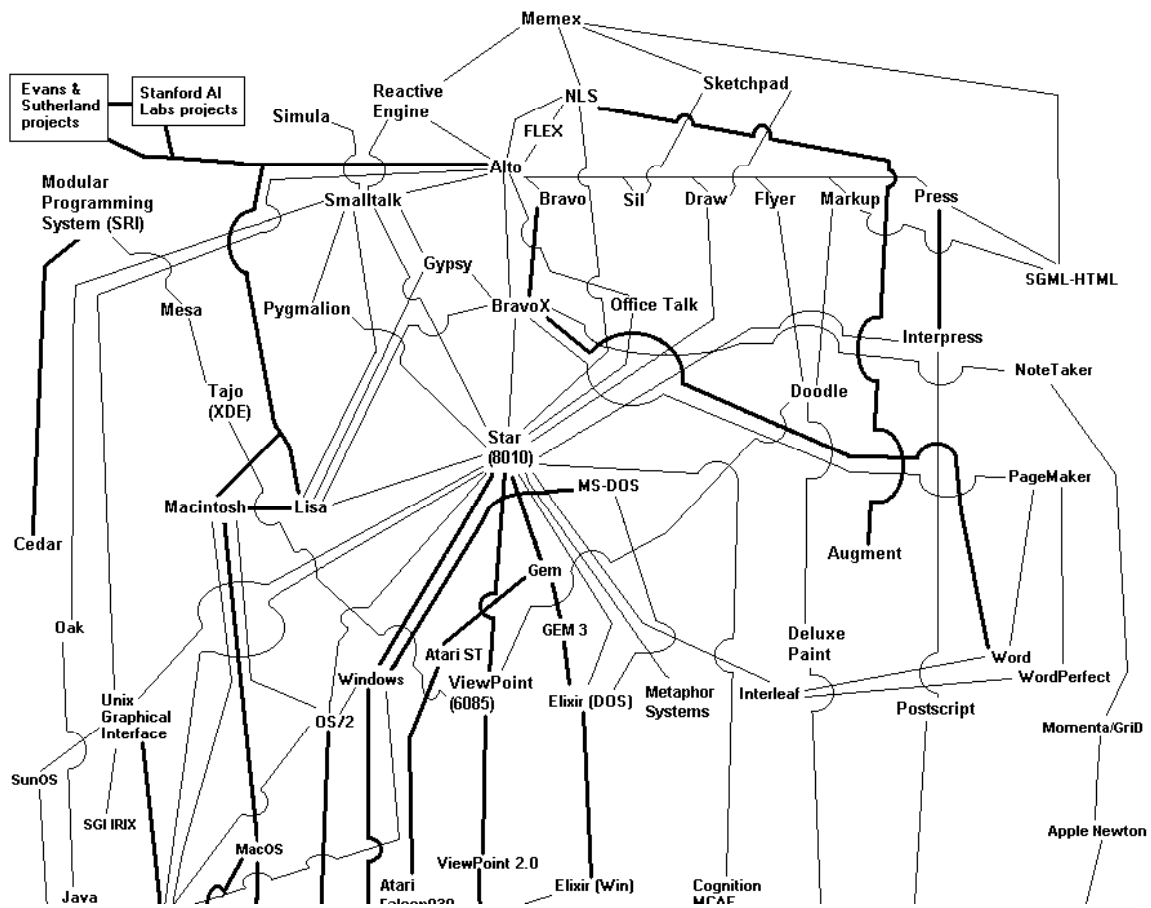 Memex
Evans &
Sutherland
projects
Stanford AI
Labs projects
Simula
Reactive
Engine
NLS
Sketchpad
FLEX
Alto
Modular
Programming
System (SRI)
Smalltalk
Bravo
Sil
Draw
Flyer
Markup
Press
Gypsy
SGML-HTML
Mesa
Pygmalion
BravoX
Office Talk
Interpress
NoteTaker
Tajo
(XDE)
Doodle
Star
(8010)
MS-DOS
PageMaker
Macintosh
Lisa
Cedar
Augment
Gem
Oak
GEM 3
Deluxe
Paint
Atari ST
Word
Windows
ViewPoint
(6085)
Elixir (DOS)
Metaphor
Systems
Interleaf
WordPerfect
Unix
Graphical
Interface
OS/2
Postscript
Momenta/GriD
SunOS
SGI IRIX
MacOS
Apple Newton
ViewPoint 2.0
Java
Atari
Falcon030
Elixir (Win)
Cognition
MCAE